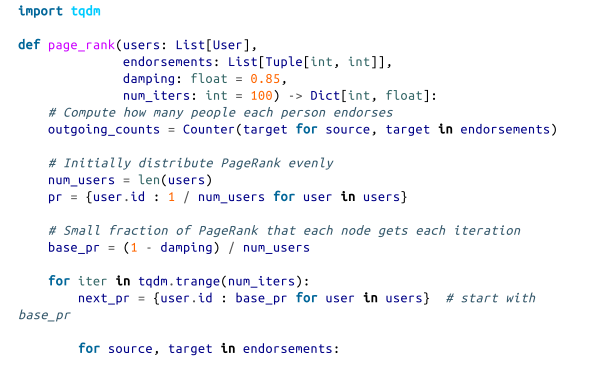 import tqdm

def page_rank(users: List[User],
              endorsements: List[Tuple[int, int]],
              damping: float = 0.85,
              num_iters: int = 100) -> Dict[int, float]:
    # Compute how many people each person endorses
    outgoing_counts = Counter(target for source, target in endorsements)

    # Initially distribute PageRank evenly
    num_users = len(users)
    pr = {user.id : 1 / num_users for user in users}

    # Small fraction of PageRank that each node gets each iteration
    base_pr = (1 - damping) / num_users

    for iter in tqdm.trange(num_iters):
        next_pr = {user.id : base_pr for user in users}  # start with
base_pr

        for source, target in endorsements: